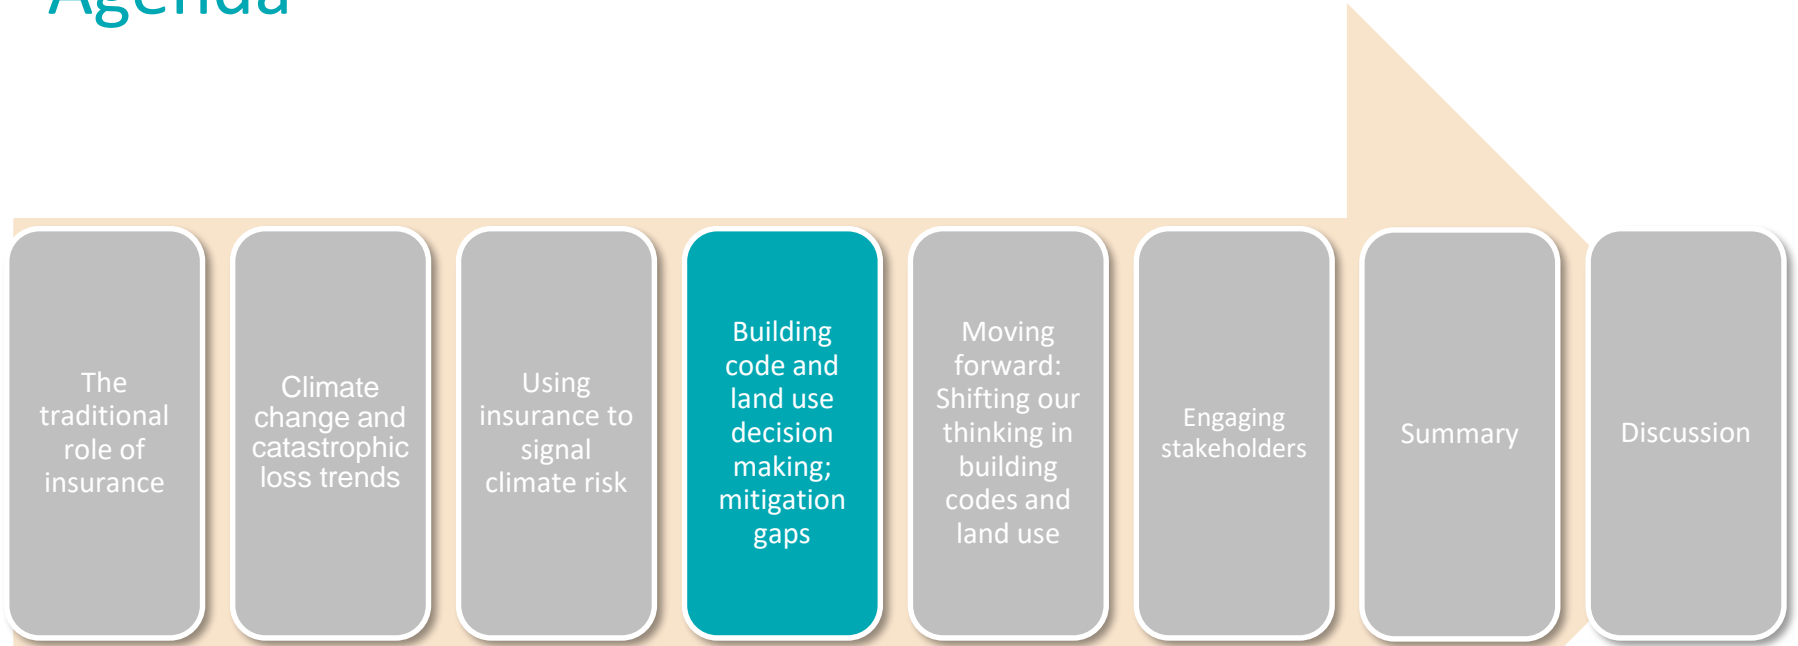 Agenda
The
traditional
role of
insurance
Climate
change and
catastrophic
loss trends
Using
insurance to
signal
climate risk
Building
code and
land use
decision
making;
mitigation
gaps
Moving
forward:
Shifting our
thinking in
building
codes and
land use
Engaging
stakeholders
Summary
Discussion